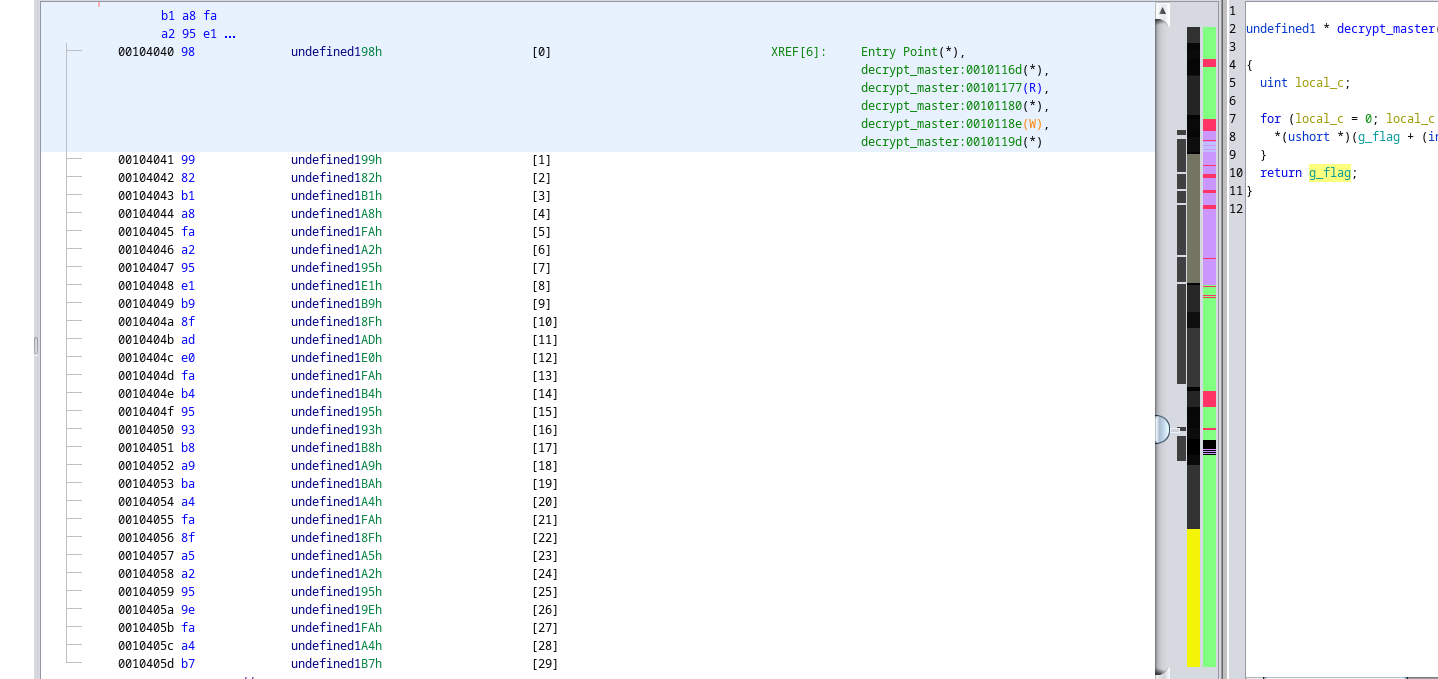 b1 a8 fa
a2 95 e1 ...
00104040 98 undefined198h [0] XREF[6]: Entry Point(*),
decrypt_master:0010116d(*),
decrypt_master:00101177(R),
decrypt_master:00101180(*),
decrypt_master:0010118e(W),
decrypt_master:0010119d(*)
00104041 99 undefined199h [1]
00104042 82 undefined182h [2]
00104043 b1 undefined1B1h [3]
00104044 a8 undefined1A8h [4]
00104045 fa undefined1FAh [5]
00104046 a2 undefined1A2h [6]
00104047 95 undefined195h [7]
00104048 e1 undefined1E1h [8]
00104049 b9 undefined1B9h [9]
0010404a 8f undefined18Fh [10]
0010404b ad undefined1ADh [11]
0010404c e0 undefined1E0h [12]
0010404d fa undefined1FAh [13]
0010404e b4 undefined1B4h [14]
0010404f 95 undefined195h [15]
00104050 93 undefined193h [16]
00104051 b8 undefined1B8h [17]
00104052 a9 undefined1A9h [18]
00104053 ba undefined1BAh [19]
00104054 a4 undefined1A4h [20]
00104055 fa undefined1FAh [21]
00104056 8f undefined18Fh [22]
00104057 a5 undefined1A5h [23]
00104058 a2 undefined1A2h [24]
00104059 95 undefined195h [25]
0010405a 9e undefined19Eh [26]
0010405b fa undefined1FAh [27]
0010405c a4 undefined1A4h [28]
0010405d b7 undefined1B7h [29]
//
1
2 undefined1 * decrypt_master(
3
4 {
5 uint local_c;
6
7 for (local_c = 0; local_c
8 *(ushort *)(g_flag + (in
9 }
10 return g_flag;
11 }
12